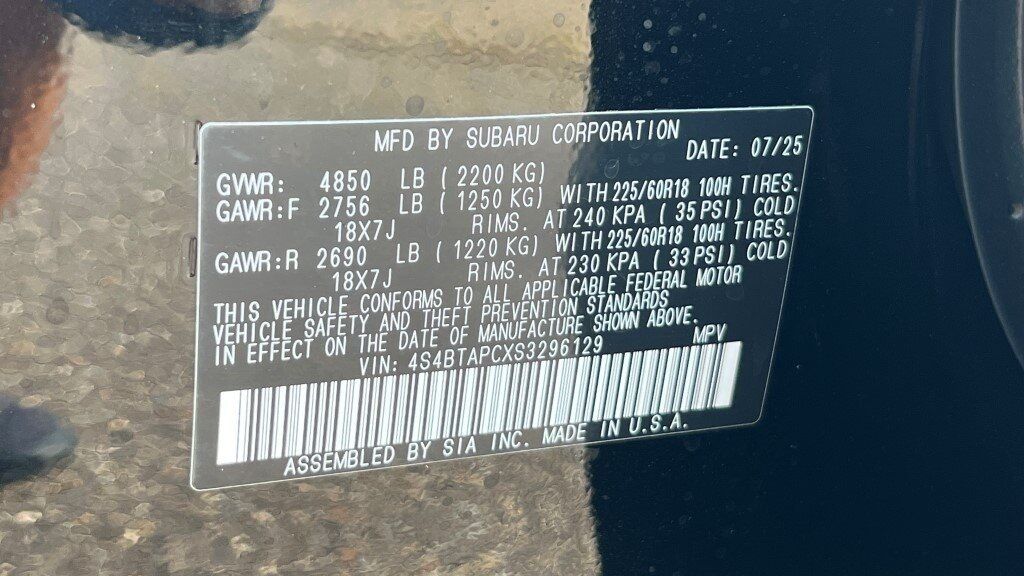 MFD BY SUBARU CORPORATION
DATE: 07/25
GVWR: 4850 LB ( 2200 KG)
GAWR:F 2756 LB ( 1250 KG) WITH 225/60R18 100H TIRES.
18X7J RIMS. AT 240 KPA ( 35 PSI) COLD
GAWR:R 2690 LB ( 1220 KG) WITH 225/60R18 100H TIRES.
18X7J RIMS. AT 230 KPA ( 33 PSI) COLD
THIS VEHICLE CONFORMS TO ALL APPLICABLE FEDERAL MOTOR
VEHICLE SAFETY AND THEFT PREVENTION STANDARDS
IN EFFECT ON THE DATE OF MANUFACTURE SHOWN ABOVE.
VIN: 4S4BTAPCXS3296129 MPV
ASSEMBLED BY SIA INC. MADE IN U.S.A.